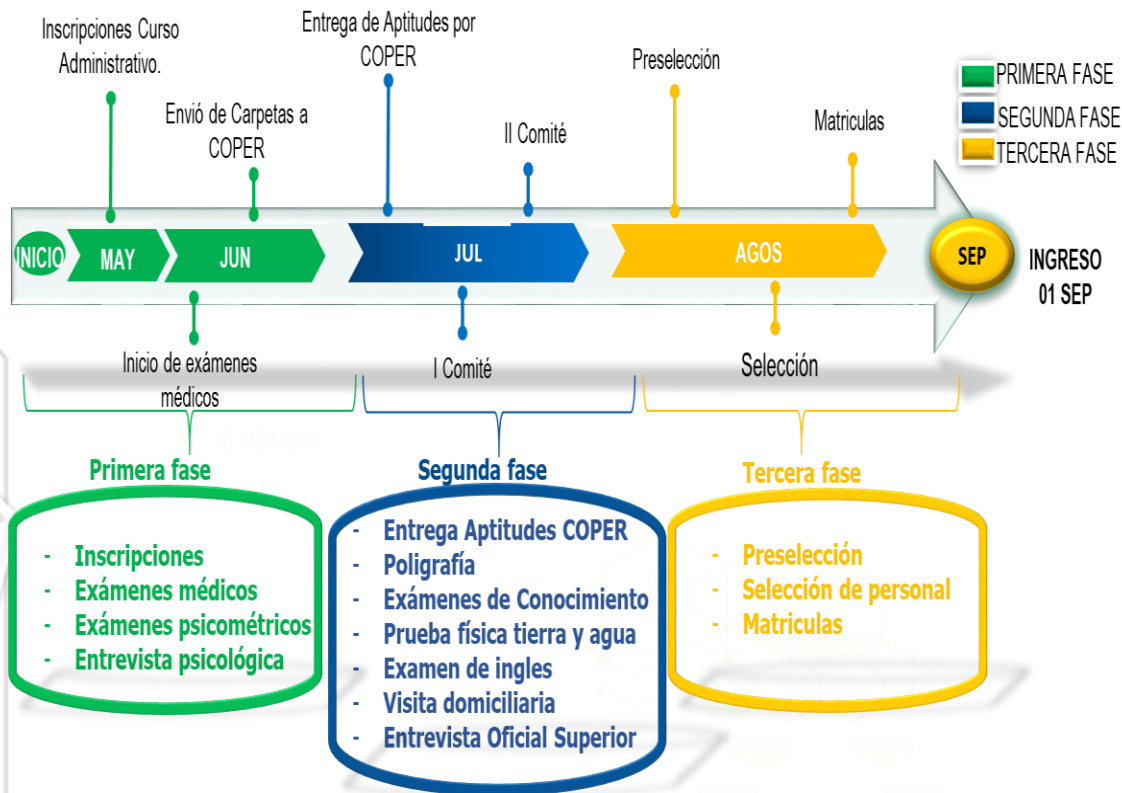 Inscripciones Curso
Administrativo.
Envió de Carpetas a
COPER
Entrega de Aptitudes por
COPER
II Comité
Preselección
Matriculas
PRIMERA FASE
SEGUNDA FASE
TERCERA FASE
INICIO
MAY
JUN
JUL
AGOS
SEP
INGRESO
01 SEP
Inicio de exámenes
médicos
I Comité
Selección
Primera fase
- Inscripciones
- Exámenes médicos
- Exámenes psicométricos
- Entrevista psicológica
Segunda fase
- Entrega Aptitudes COPER
- Poligrafía
- Exámenes de Conocimiento
- Prueba física tierra y agua
- Examen de ingles
- Visita domiciliaria
- Entrevista Oficial Superior
Tercera fase
- Preselección
- Selección de personal
- Matriculas